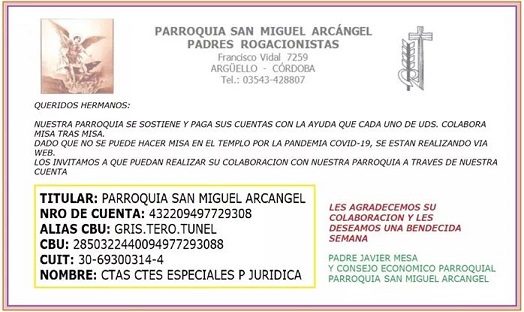 PARROQUIA SAN MIGUEL ARCÁNGEL
PADRES ROGACIONISTAS
Francisco Vidal 7259
ARGÜELLO - CÓRDOBA
Tel.: 03543-428807
QUERIDOS HERMANOS:
NUESTRA PARROQUIA SE SOSTIENE Y PAGA SUS CUENTAS CON LA AYUDA QUE CADA UNO DE UDS. COLABORA
MISA TRAS MISA.
DADO QUE NO SE PUEDE HACER MISA EN EL TEMPLO POR LA PANDEMIA COVID-19, SE ESTAN REALIZANDO VIA
WEB.
LOS INVITAMOS A QUE PUEDAN REALIZAR SU COLABORACION CON NUESTRA PARROQUIA A TRAVES DE NUESTRA
CUENTA
TITULAR: PARROQUIA SAN MIGUEL ARCANGEL
NRO DE CUENTA: 432209497729308
ALIAS CBU: GRIS.TERO.TUNEL
CBU: 2850322440094977293088
CUIT: 30-69300314-4
NOMBRE: CTAS CTES ESPECIALES P JURIDICA
LES AGRADECEMOS SU
COLABORACION Y LES
DESEAMOS UNA BENDECIDA
SEMANA
PADRE JAVIER MESA
Y CONSEJO ECONOMICO PARROQUIAL
PARROQUIA SAN MIGUEL ARCANGEL